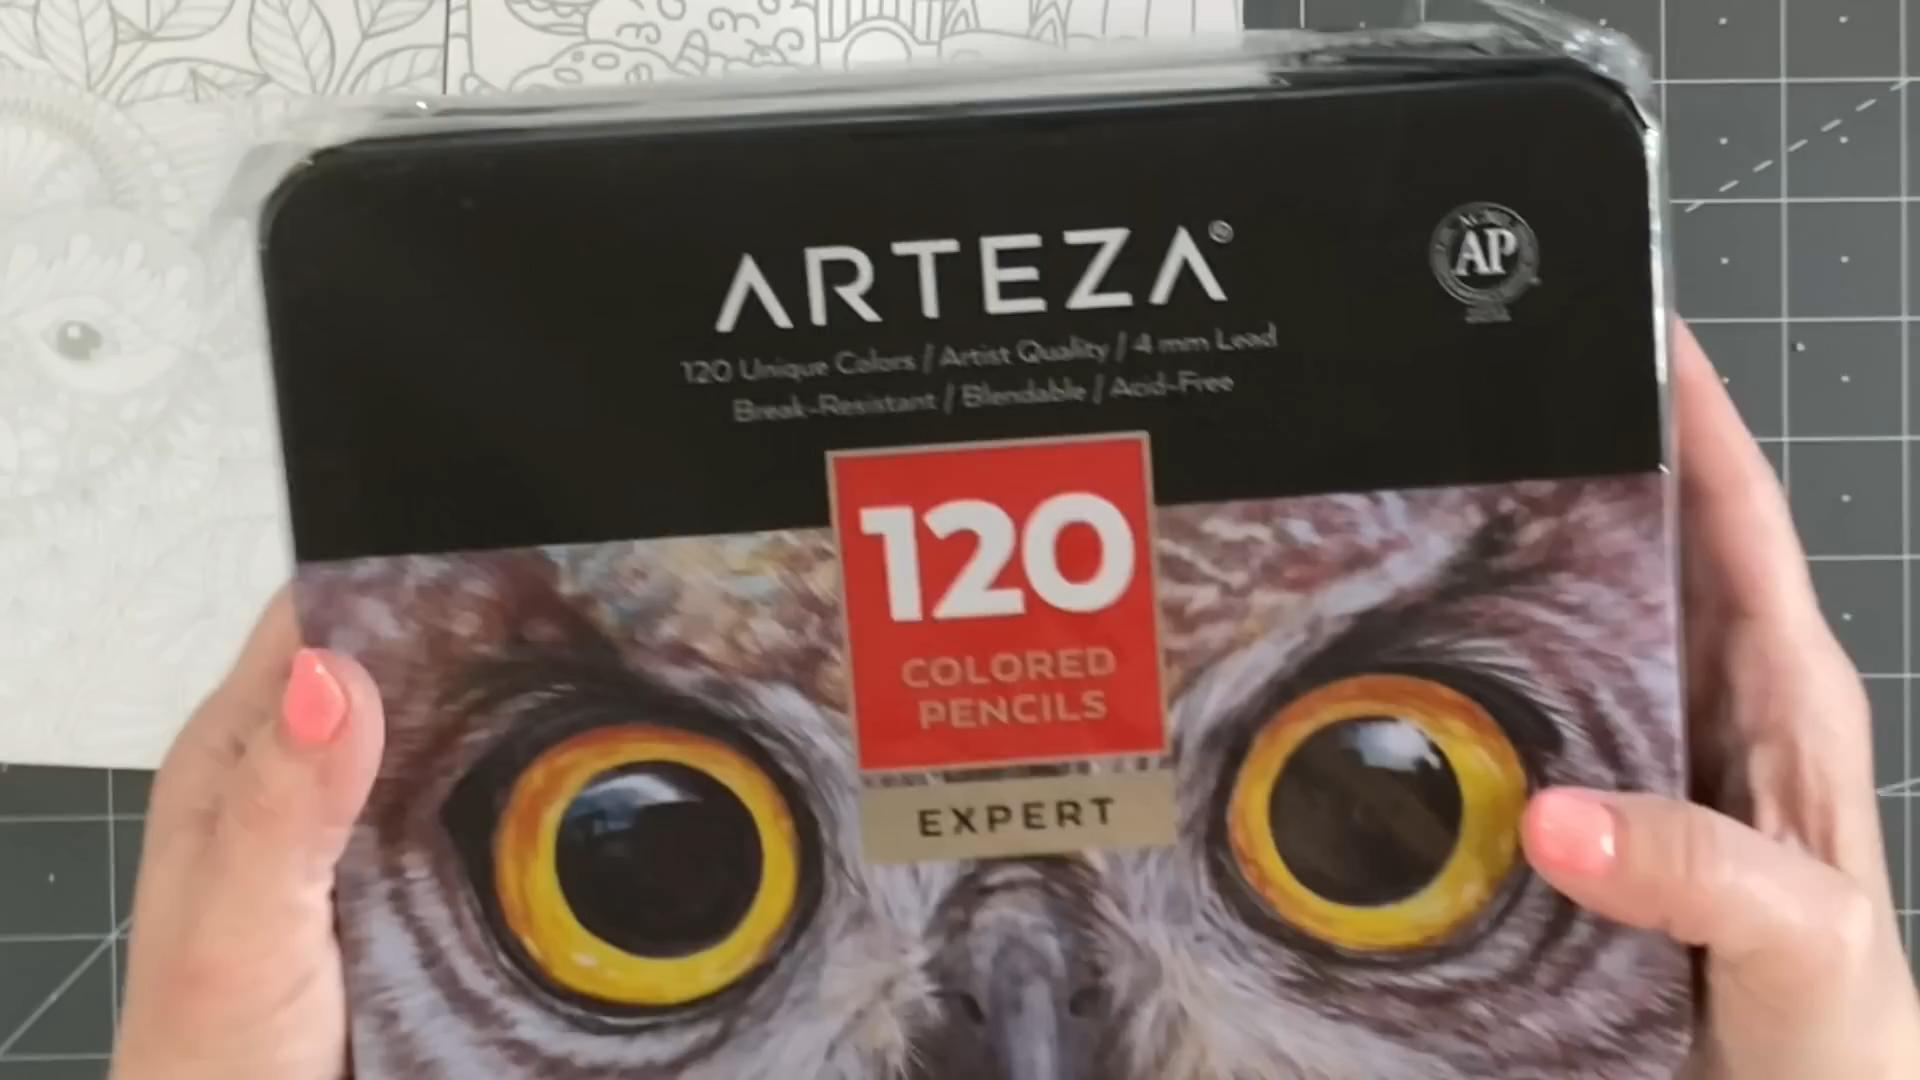 ARTEZA®
120 Unique Colors / Artist Quality / 4 mm Lead
Break-Resistant / Blendable / Acid-Free
AP
120
COLORED
PENCILS
EXPERT